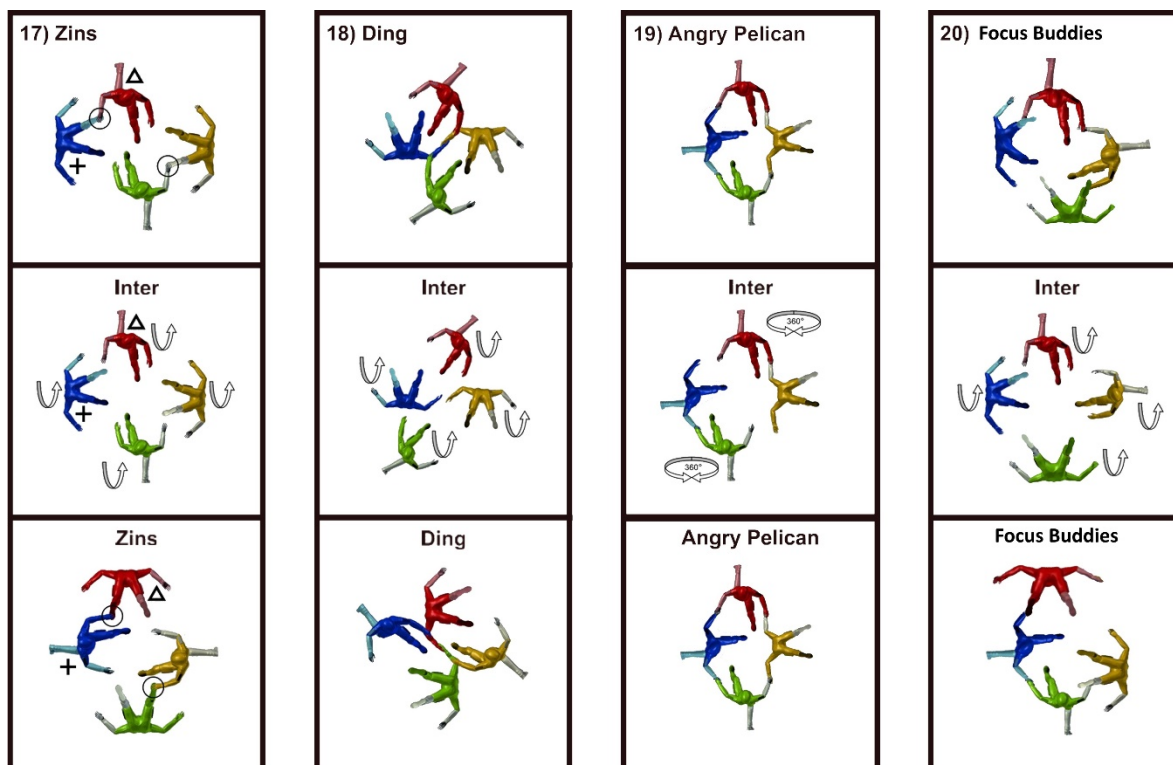 17) Zins
18) Ding
19) Angry Pelican
20) Focus Buddies
Inter
Inter
Inter
360°
360°
Inter
Zins
Ding
Angry Pelican
Focus Buddies